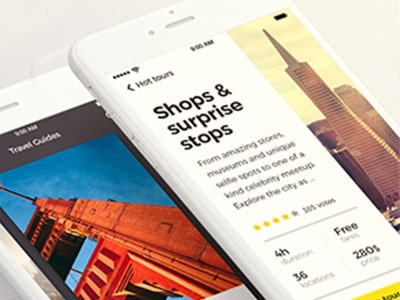 9:00 AM
Hot tours
Shops &
surprise
stops
From amazing stores,
museums and unique
selfie spots to one of a
kind celebrity meetup.
Explore the city as ...
385 votes
4h
duration
Free
fares
36
locations
280$
price
9:00 AM
Travel Guides